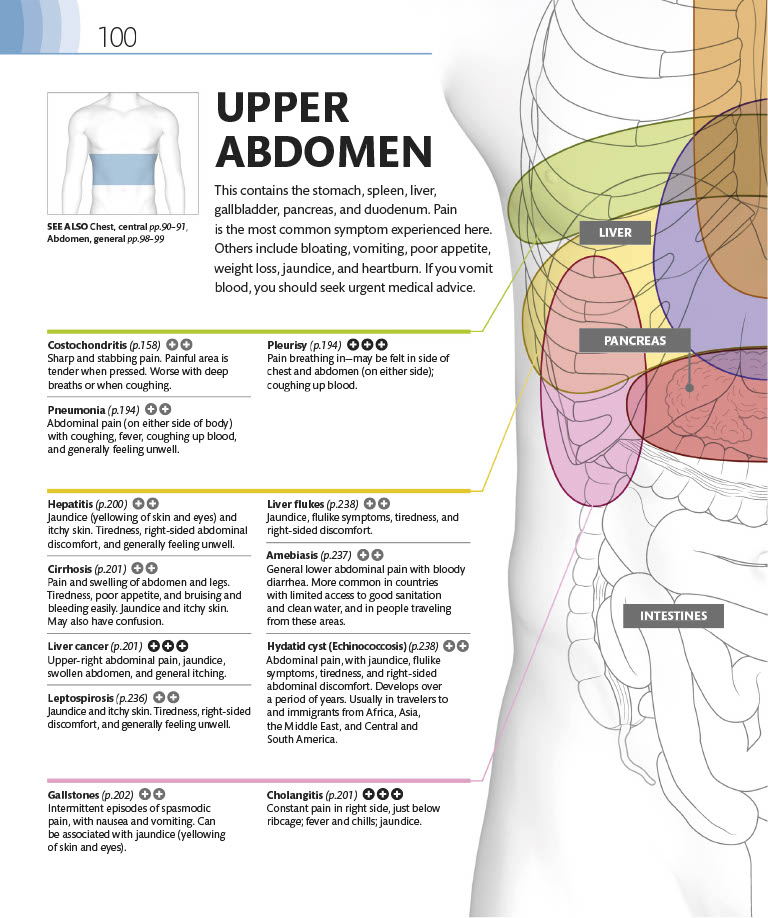 100
UPPER
ABDOMEN
This contains the stomach, spleen, liver,
gallbladder, pancreas, and duodenum. Pain
is the most common symptom experienced here.
Others include bloating, vomiting, poor appetite,
weight loss, jaundice, and heartburn. If you vomit
blood, you should seek urgent medical advice.
SEE ALSO Chest, central pp.90–91,
Abdomen, general pp.98–99
LIVER
PANCREAS
INTESTINES
Costochondritis (p.158)
Sharp and stabbing pain. Painful area is
tender when pressed. Worse with deep
breaths or when coughing.
Pneumonia (p.194)
Abdominal pain (on either side of body)
with coughing, fever, coughing up blood,
and generally feeling unwell.
Pleurisy (p.194)
Pain breathing in—may be felt in side of
chest and abdomen (on either side);
coughing up blood.
Hepatitis (p.200)
Jaundice (yellowing of skin and eyes) and
itchy skin. Tiredness, right-sided abdominal
discomfort, and generally feeling unwell.
Cirrhosis (p.201)
Pain and swelling of abdomen and legs.
Tiredness, poor appetite, and bruising and
bleeding easily. Jaundice and itchy skin.
May also have confusion.
Liver cancer (p.201)
Upper-right abdominal pain, jaundice,
swollen abdomen, and general itching.
Leptospirosis (p.236)
Jaundice and itchy skin. Tiredness, right-sided
discomfort, and generally feeling unwell.
Liver flukes (p.238)
Jaundice, flulike symptoms, tiredness, and
right-sided discomfort.
Amebiasis (p.237)
General lower abdominal pain with bloody
diarrhea. More common in countries
with limited access to good sanitation
and clean water, and in people traveling
from these areas.
Hydatid cyst (Echinococcosis) (p.238)
Abdominal pain, with jaundice, flulike
symptoms, tiredness, and right-sided
abdominal discomfort. Develops over
a period of years. Usually in travelers to
and immigrants from Africa, Asia,
the Middle East, and Central and
South America.
Gallstones (p.202)
Intermittent episodes of spasmodic
pain, with nausea and vomiting. Can
be associated with jaundice (yellowing
of skin and eyes).
Cholangitis (p.201)
Constant pain in right side, just below
ribcage; fever and chills; jaundice.